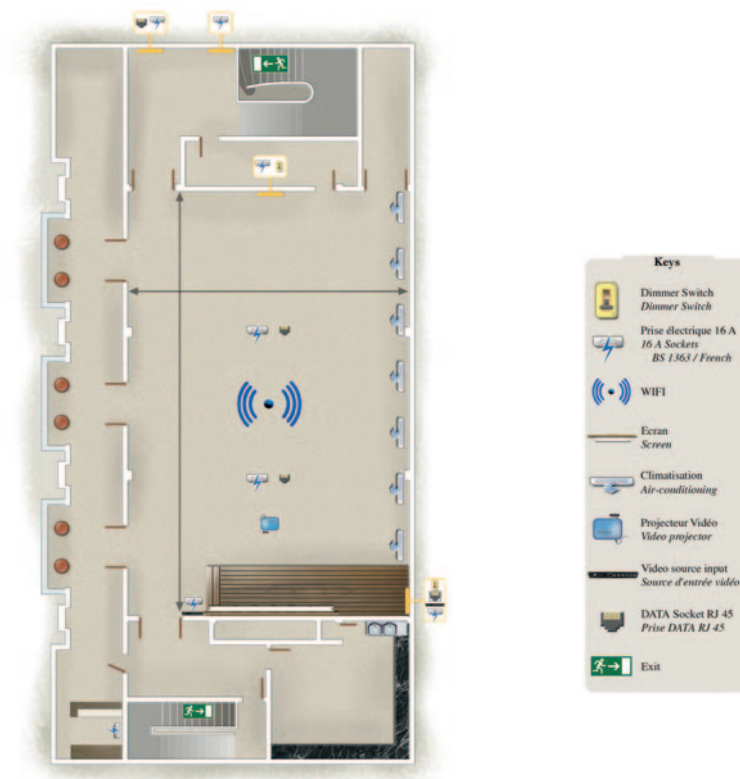 Keys
Dimmer Switch
Dimmer Switch
Prise électrique 16 A
16 A Sockets
BS 1363 / French
WIFI
Ecran
Screen
Climatisation
Air-conditioning
Projecteur Vidéo
Video projector
Video source input
Source d'entrée vidéo
DATA Socket RJ 45
Prise DATA RJ 45
Exit